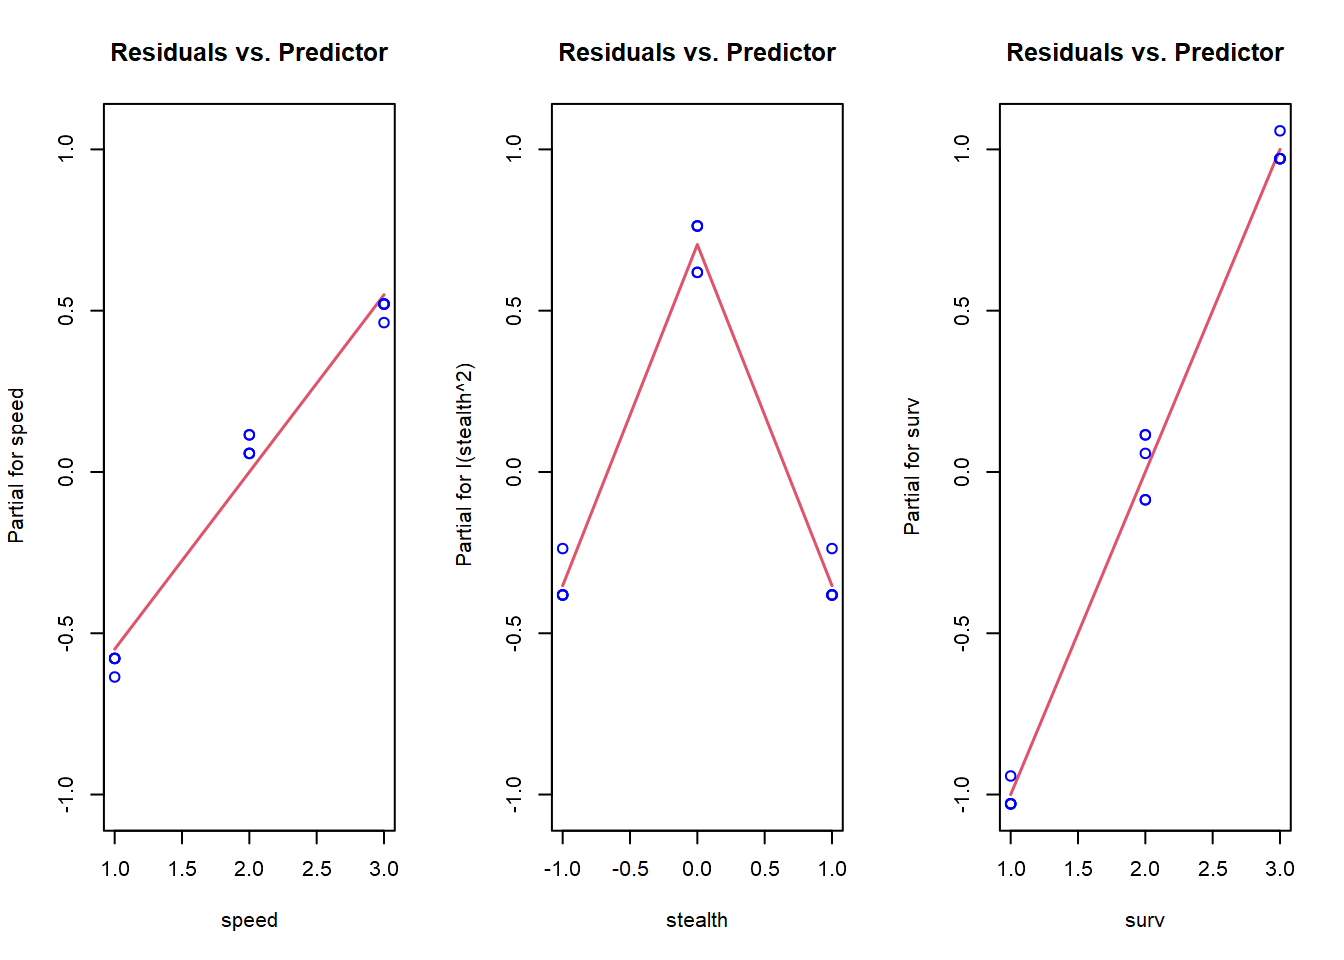 Residuals vs. Predictor
Partial for speed
1.0
0.5
0.0
-0.5
-1.0
1.0 1.5 2.0 2.5 3.0
speed
Residuals vs. Predictor
Partial for I(stealth^2)
1.0
0.5
0.0
-0.5
-1.0
-1.0 -0.5 0.0 0.5 1.0
stealth
Residuals vs. Predictor
Partial for surv
1.0
0.5
0.0
-0.5
-1.0
1.0 1.5 2.0 2.5 3.0
surv